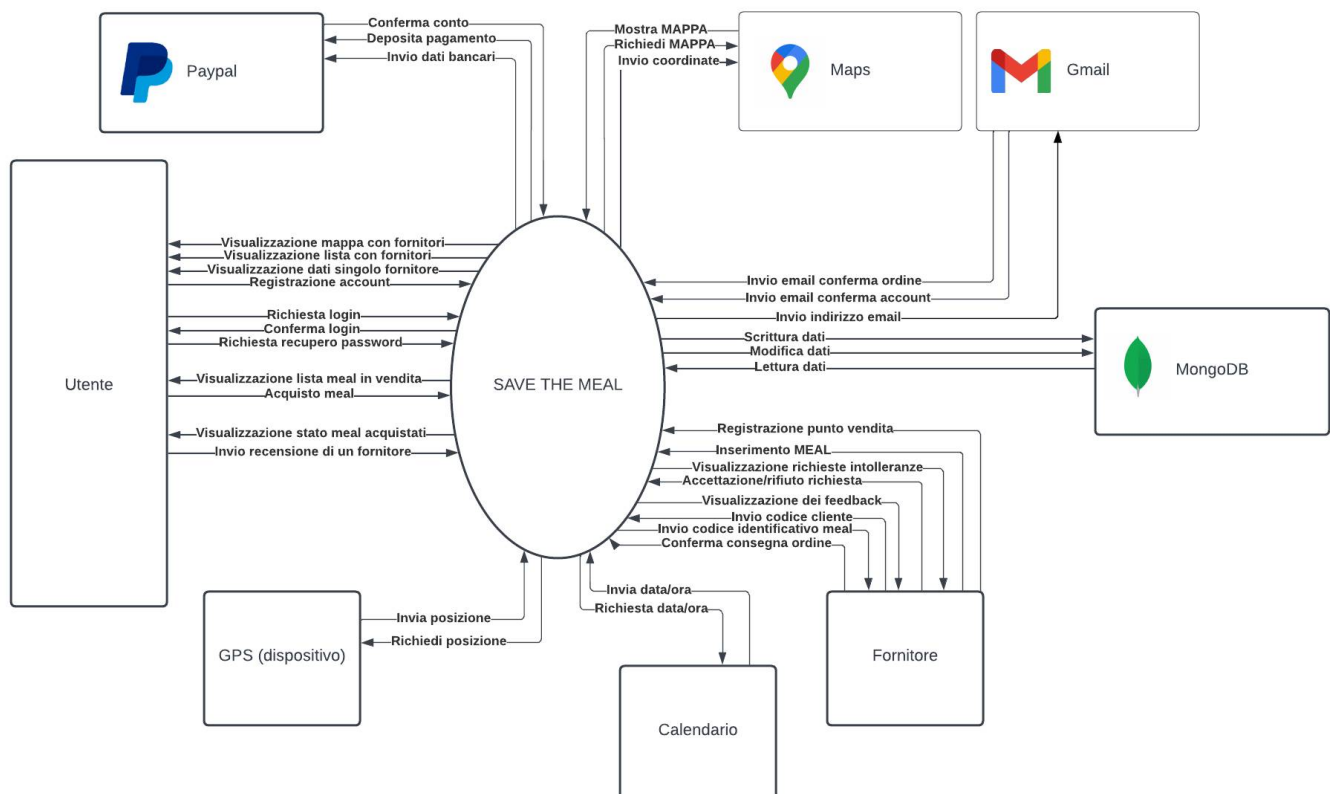 Conferma conto
Deposita pagamento
Invio dati bancari
Paypal
Mostra MAPPA
Richiedi MAPPA
Invio coordinate
Maps
Gmail
Visualizzazione mappa con fornitori
Visualizzazione lista con fornitori
Visualizzazione dati singolo fornitore
Registrazione account
Richiesta login
Conferma login
Richiesta recupero password
Visualizzazione lista meal in vendita
Acquisto meal
Visualizzazione stato meal acquistati
Invio recensione di un fornitore
Utente
SAVE THE MEAL
Invio email conferma ordine
Invio email conferma account
Invio indirizzo email
Scrittura dati
Modifica dati
Lettura dati
MongoDB
Registrazione punto vendita
Inserimento MEAL
Visualizzazione richieste intolleranze
Accettazione/rifiuto richiesta
Visualizzazione dei feedback
Invio codice cliente
Invio codice identificativo meal
Conferma consegna ordine
Invia data/ora
Richiesta data/ora
Invia posizione
Richiedi posizione
GPS (dispositivo)
Fornitore
Calendario